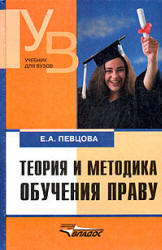 УВ
УЧЕБНИК
ДЛЯ ВУЗОВ
Е.А. ПЕВЦОВА
ТЕОРИЯ И МЕТОДИКА
ОБУЧЕНИЯ ПРАВУ
ВЛАДОС